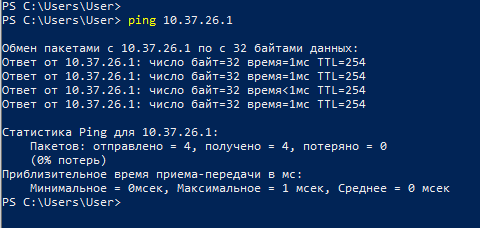 PS C:\Users\User>
PS C:\Users\User> ping 10.37.26.1
Обмен пакетами с 10.37.26.1 по с 32 байтами данных:
Ответ от 10.37.26.1: число байт=32 время=1мс TTL=254
Ответ от 10.37.26.1: число байт=32 время=1мс TTL=254
Ответ от 10.37.26.1: число байт=32 время<1мс TTL=254
Ответ от 10.37.26.1: число байт=32 время=1мс TTL=254
Статистика Ping для 10.37.26.1:
Пакетов: отправлено = 4, получено = 4, потеряно = 0
(0% потерь)
Приблизительное время приема-передачи в мс:
Минимальное = 0мсек, Максимальное = 1 мсек, Среднее = 0 мсек
PS C:\Users\User>